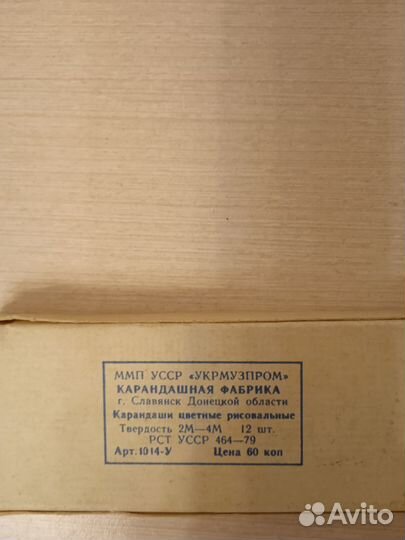 ММП УССР «УКРМУЗПРОМ»
КАРАНДАШНАЯ ФАБРИКА
г. Славянск Донецкой области
Карандаши цветные рисовальные
Твердость 2М—4М 12 шт.
РСТ УССР 464—79
Арт. 1014-У Цена 60 коп
Avito